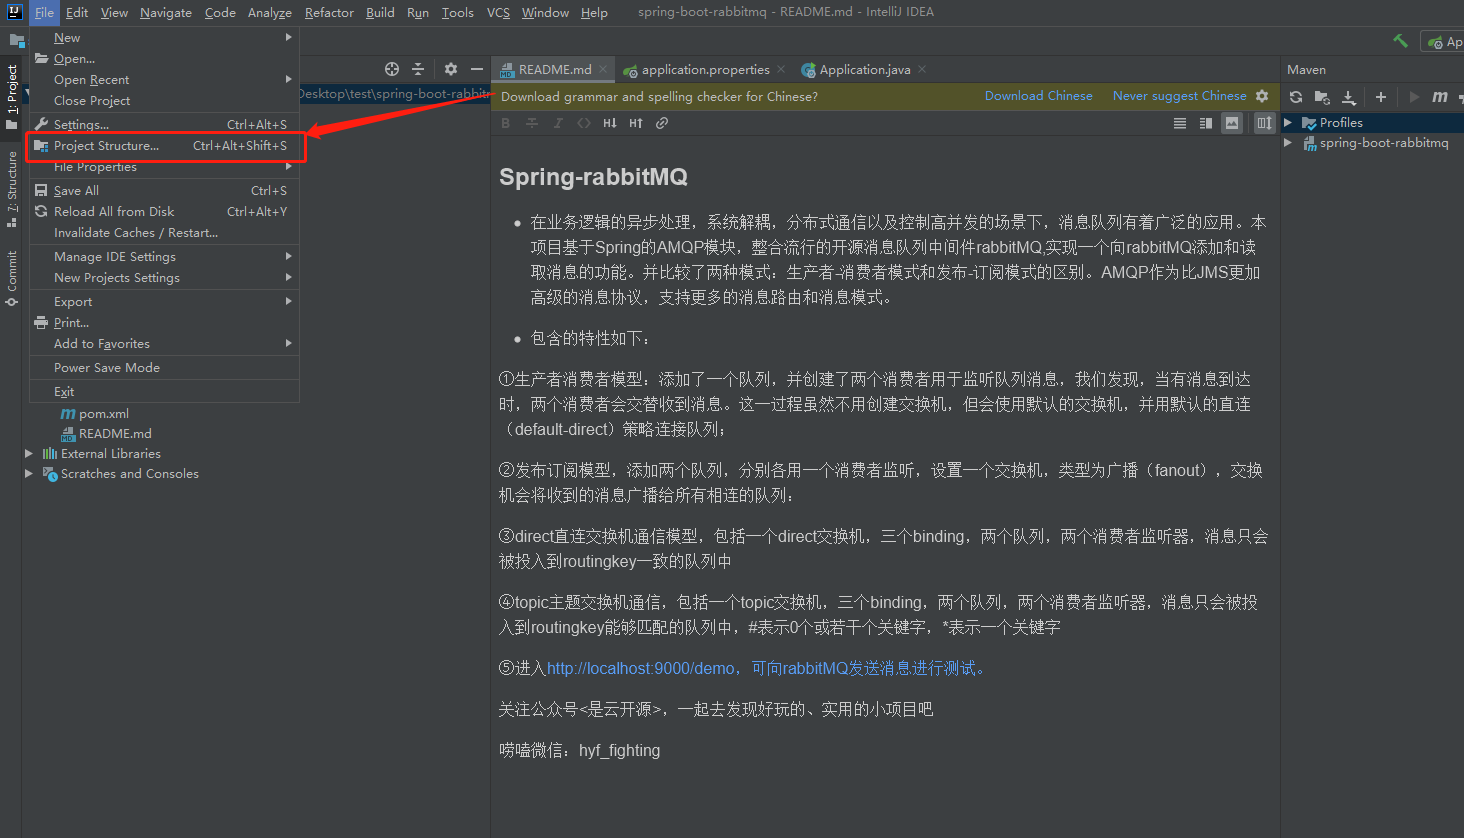 File Edit View Navigate Code Analyze Refactor Build Run Tools VCS Window Help spring-boot-rabbitmq - README.md - IntelliJ IDEA
New
Open...
Open Recent
Close Project
Settings... Ctrl+Alt+S
Project Structure... Ctrl+Alt+Shift+S
File Properties
Save All Ctrl+S
Reload All from Disk Ctrl+Alt+Y
Invalidate Caches / Restart...
Manage IDE Settings
New Projects Settings
Export
Print...
Add to Favorites
Power Save Mode
Exit
pom.xml
README.md
External Libraries
Scratches and Consoles
1: Project
7: Structure
Commit
Desktop\test\spring-boot-rabbitm
README.md application.properties Application.java
Download grammar and spelling checker for Chinese? Download Chinese Never suggest Chinese
Spring-rabbitMQ
• 在业务逻辑的异步处理，系统解耦，分布式通信以及控制高并发的场景下，消息队列有着广泛的应用。本
项目基于Spring的AMQP模块，整合流行的开源消息队列中间件rabbitMQ,实现一个向rabbitMQ添加和读
取消息的功能。并比较了两种模式：生产者-消费者模式和发布-订阅模式的区别。AMQP作为比JMS更加
高级的消息协议，支持更多的消息路由和消息模式。
• 包含的特性如下：
①生产者消费者模型：添加了一个队列，并创建了两个消费者用于监听队列消息，我们发现，当有消息到达
时，两个消费者会交替收到消息。这一过程虽然不用创建交换机，但会使用默认的交换机，并用默认的直连
（default-direct）策略连接队列；
②发布订阅模型，添加两个队列，分别各用一个消费者监听，设置一个交换机，类型为广播（fanout），交换
机会将收到的消息广播给所有相连的队列：
③direct直连交换机通信模型，包括一个direct交换机，三个binding，两个队列，两个消费者监听器，消息只会
被投入到routingkey一致的队列中
④topic主题交换机通信，包括一个topic交换机，三个binding，两个队列，两个消费者监听器，消息只会被投
入到routingkey能够匹配的队列中，#表示0个或若干个关键字，*表示一个关键字
⑤进入http://localhost:9000/demo，可向rabbitMQ发送消息进行测试。
关注公众号<是云开源>，一起去发现好玩的、实用的小项目吧
唠嗑微信：hyf_fighting
Ap
Maven
Profiles
spring-boot-rabbitmq